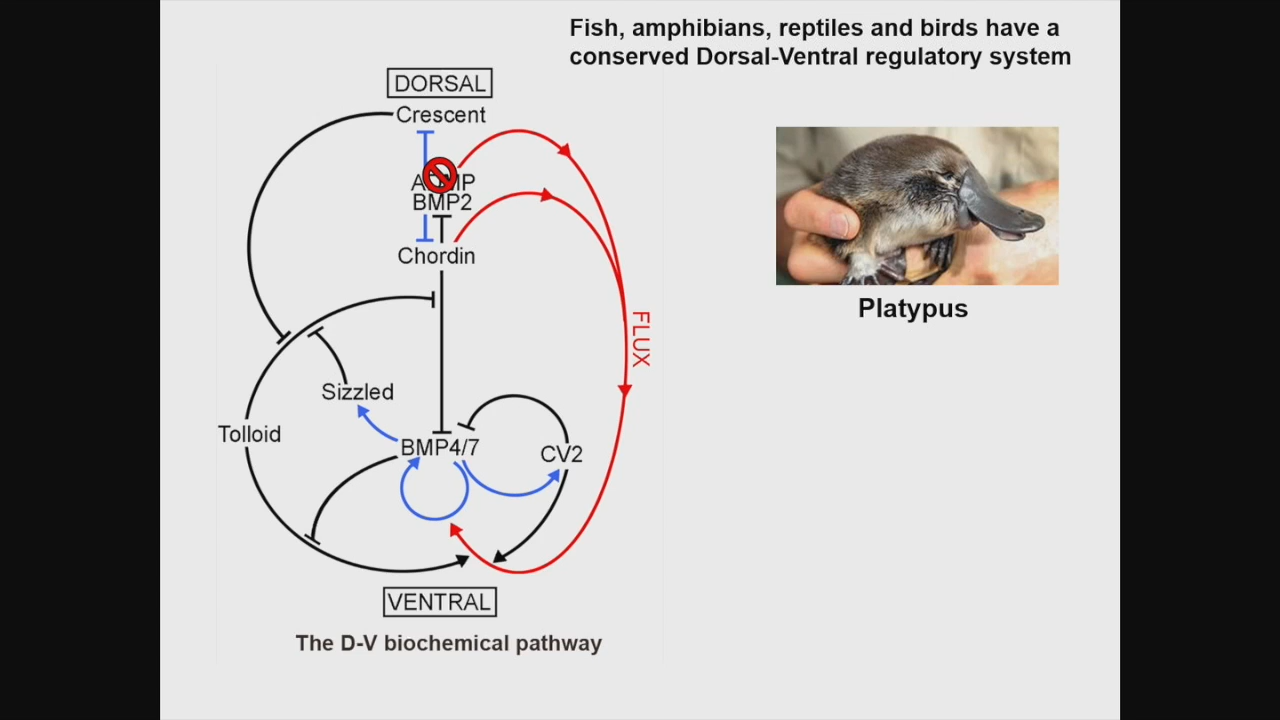 Fish, amphibians, reptiles and birds have a
conserved Dorsal-Ventral regulatory system
DORSAL
Crescent
BMP2
Chordin
FLUX
Sizzled
Tolloid
BMP4/7
CV2
VENTRAL
The D-V biochemical pathway
Platypus